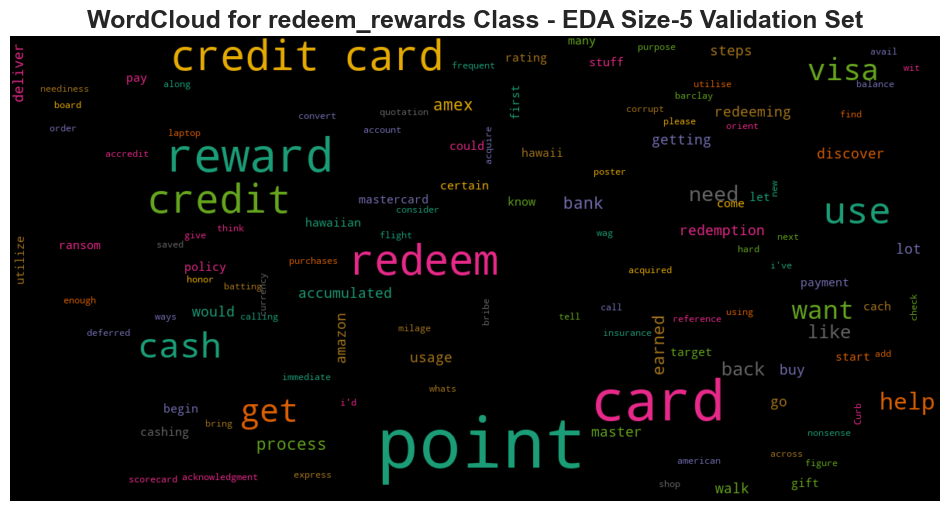 WordCloud for redeem_rewards Class - EDA Size-5 Validation Set
deliver
credit card
many
purpose
steps
avail
frequent
rating
stuff
visa
wit
pay
along
neediness
utilise
balance
board
amex
quotation
first
barclay
corrupt
redeeming
convert
please
find
order
account
orient
laptop
acquire
getting
accredit
reward
could
hawaii
discover
poster
certain
credit
mastercard
know
bank
need
come
let
new
use
consider
hawaiian
give
think
flight
wag
redemption
next
hard
lot
utilize
ransom
saved
redeem
policy
purchases
acquired
i've
honor
batting
currency
accumulated
payment
enough
would
calling
bribe
call
want
cach
check
ways
tell
reference
using
deferred
amazon
milage
insurance
like
cash
usage
earned
target
start
add
back
buy
immediate
whats
begin
get
i'd
card
go
Curb
help
bring
cashing
process
point
master
nonsense
across
american
figure
scorecard
acknowledgment
express
shop
walk
gift